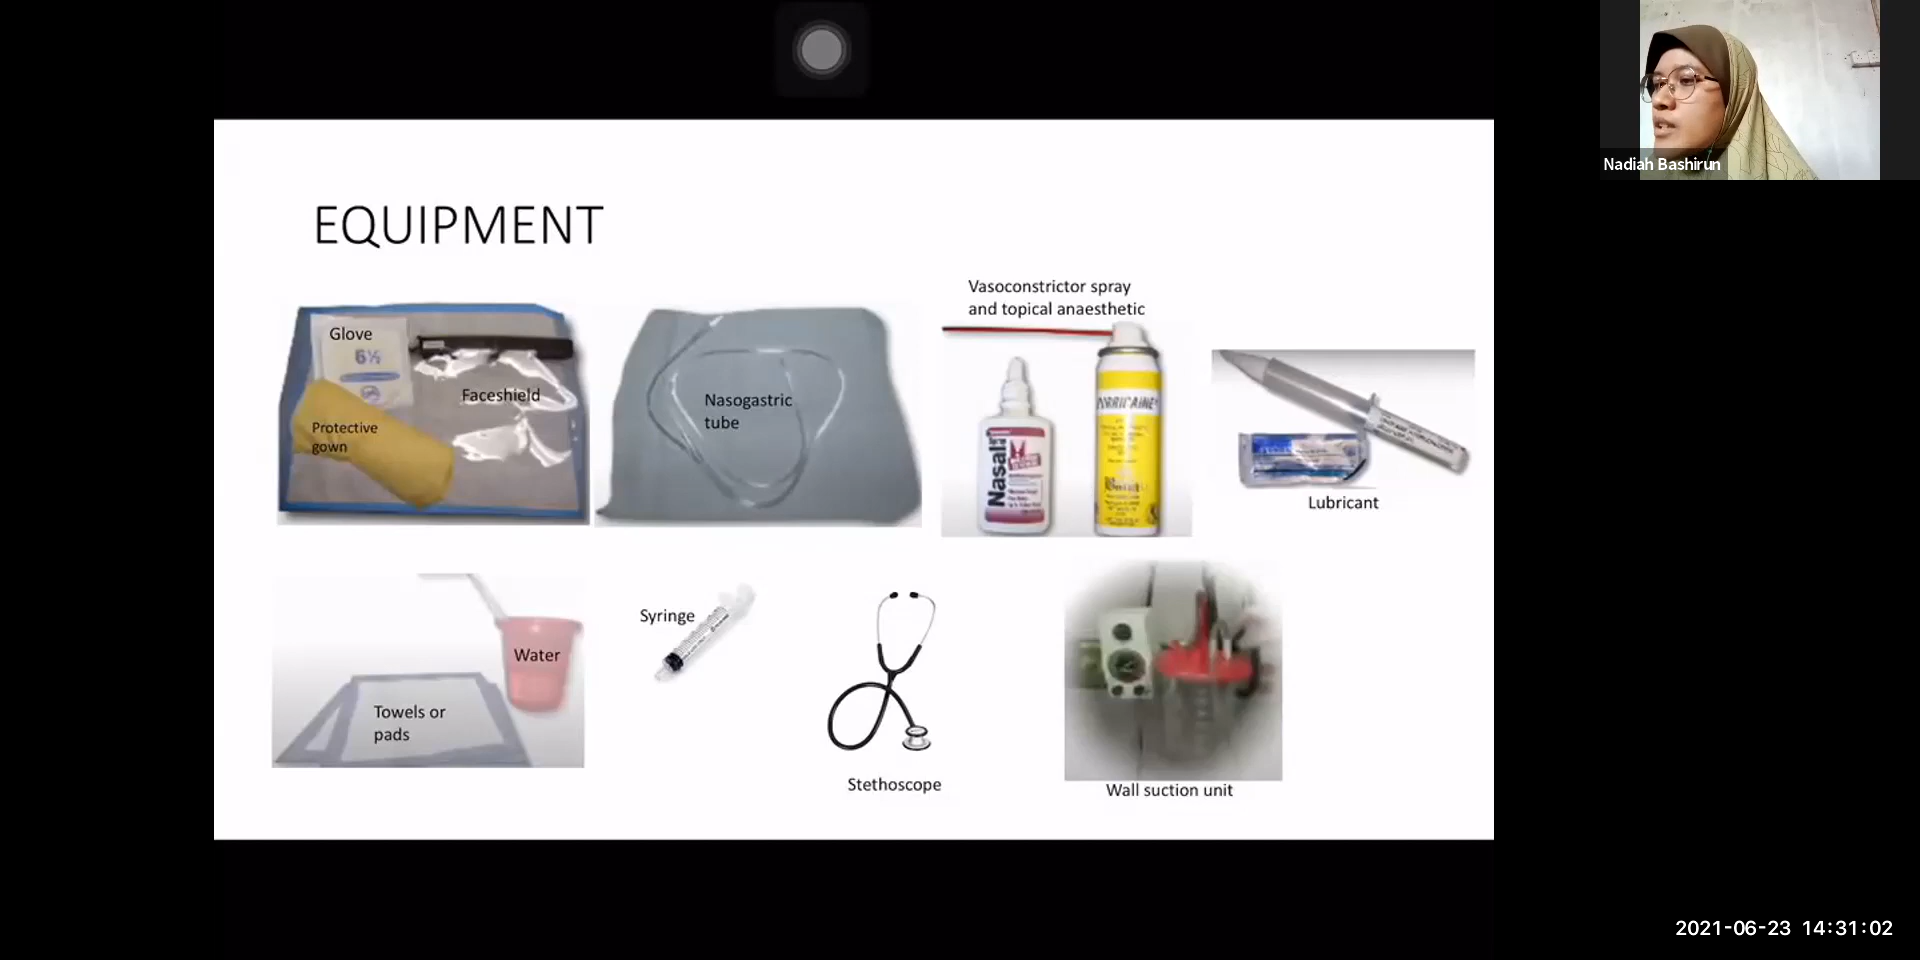 Nadiah Bashirun
EQUIPMENT
Vasoconstrictor spray
and topical anaesthetic
Glove
6½
Faceshield
Protective
gown
Nasogastric
tube
Nasal
Lubricant
Syringe
Water
Towels or
pads
Stethoscope
Wall suction unit
2021-06-23 14:31:02